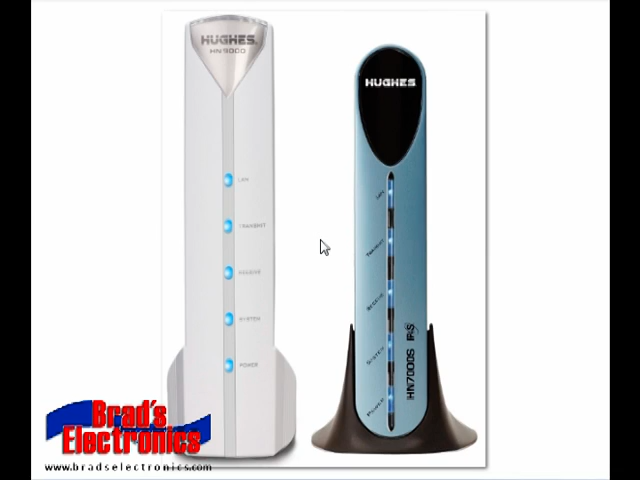 HUGHES.
HN9000
LAN
TRANSMIT
RECEIVE
SYSTEM
POWER
HUGHES
LAN
TRANSMIT
RECEIVE
SYSTEM
POWER
HN7000S
Brad's
Electronics
www.bradselectronics.com